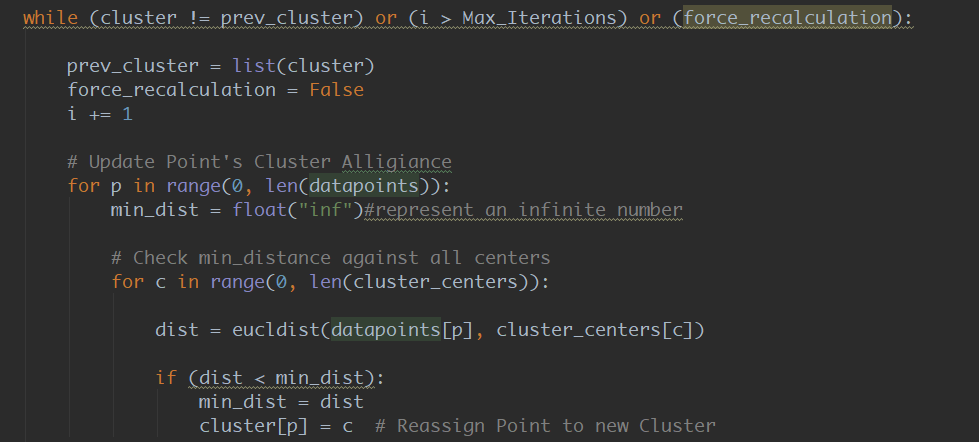 while (cluster != prev_cluster) or (i > Max_Iterations) or (force_recalculation):
prev_cluster = list(cluster)
force_recalculation = False
i += 1
# Update Point's Cluster Alligiance
for p in range(0, len(datapoints)):
min_dist = float("inf")#represent an infinite number
# Check min_distance against all centers
for c in range(0, len(cluster_centers)):
dist = eucldist(datapoints[p], cluster_centers[c])
if (dist < min_dist):
min_dist = dist
cluster[p] = c  # Reassign Point to new Cluster